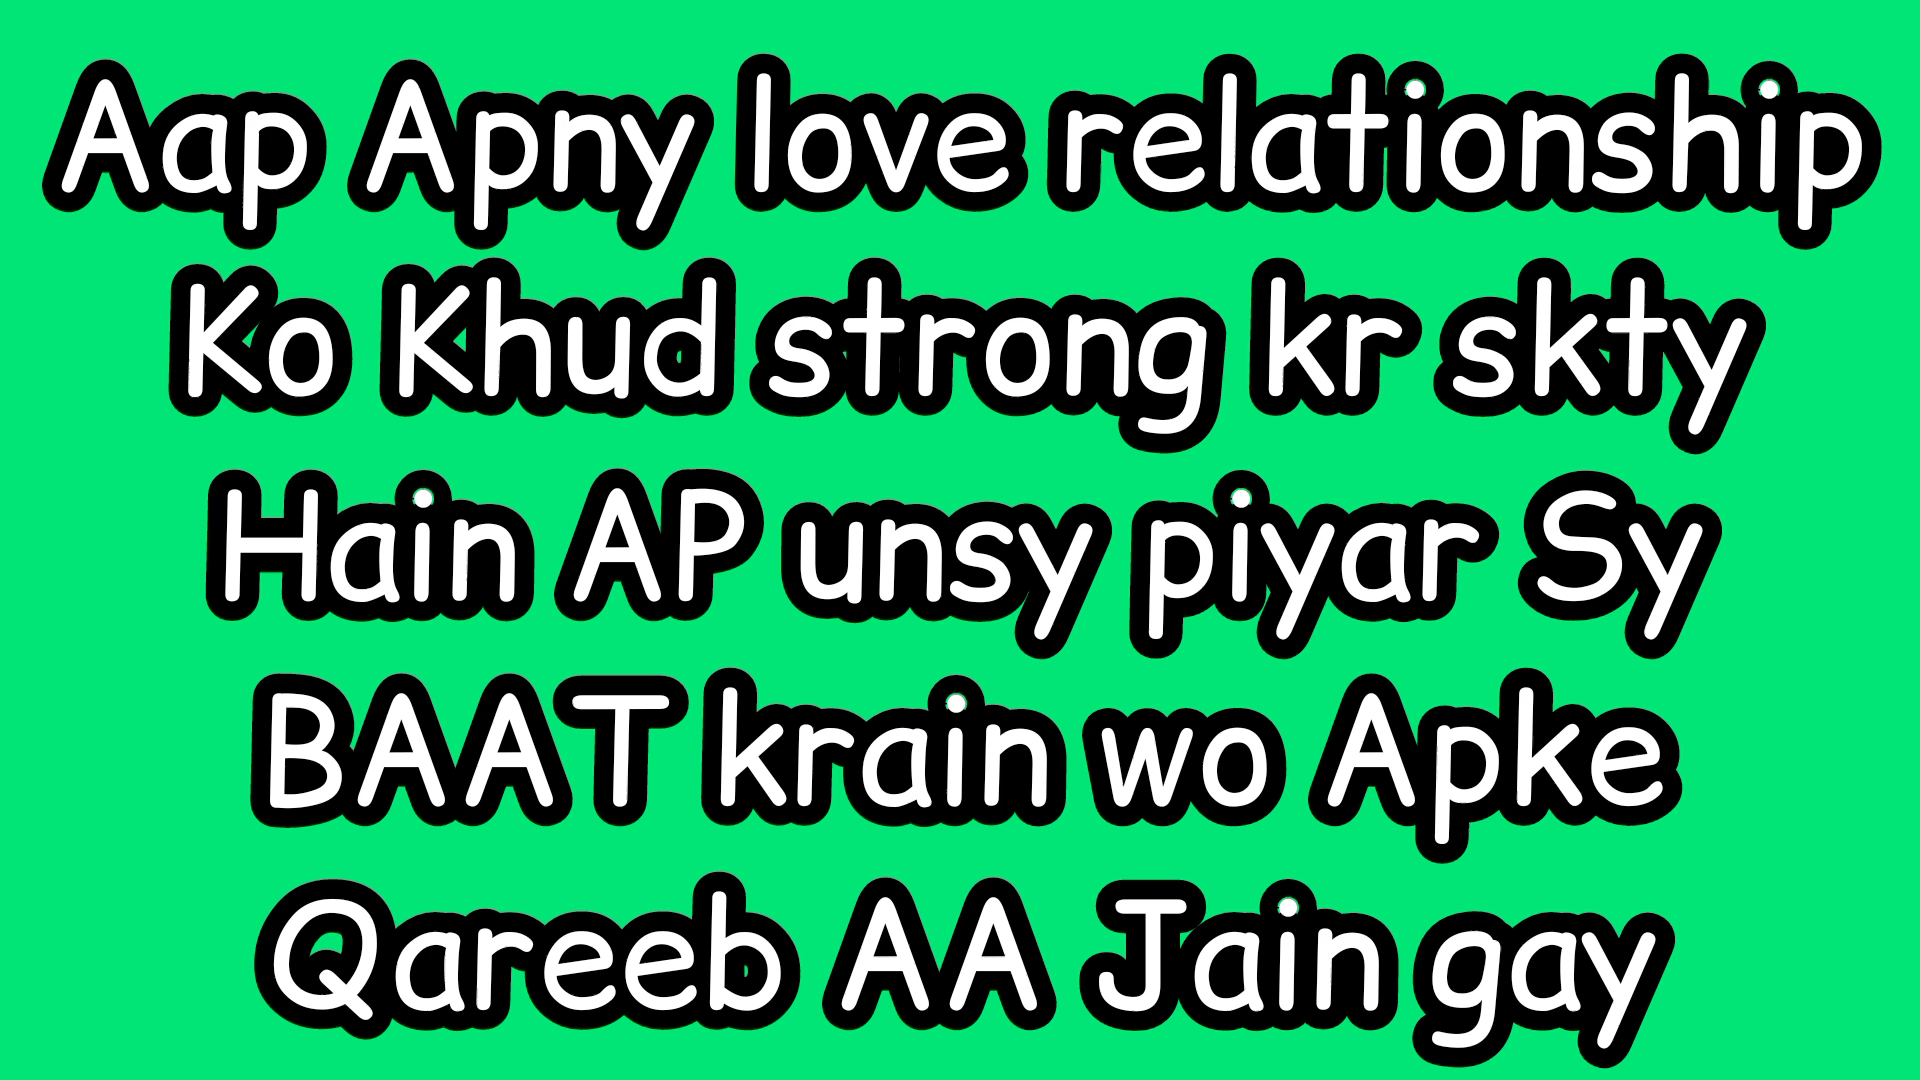 Aap Apny love relationship
Ko Khud strong kr skty
Hain AP unsy piyar Sy
BAAT krain wo Apke
Qareeb AA Jain gay